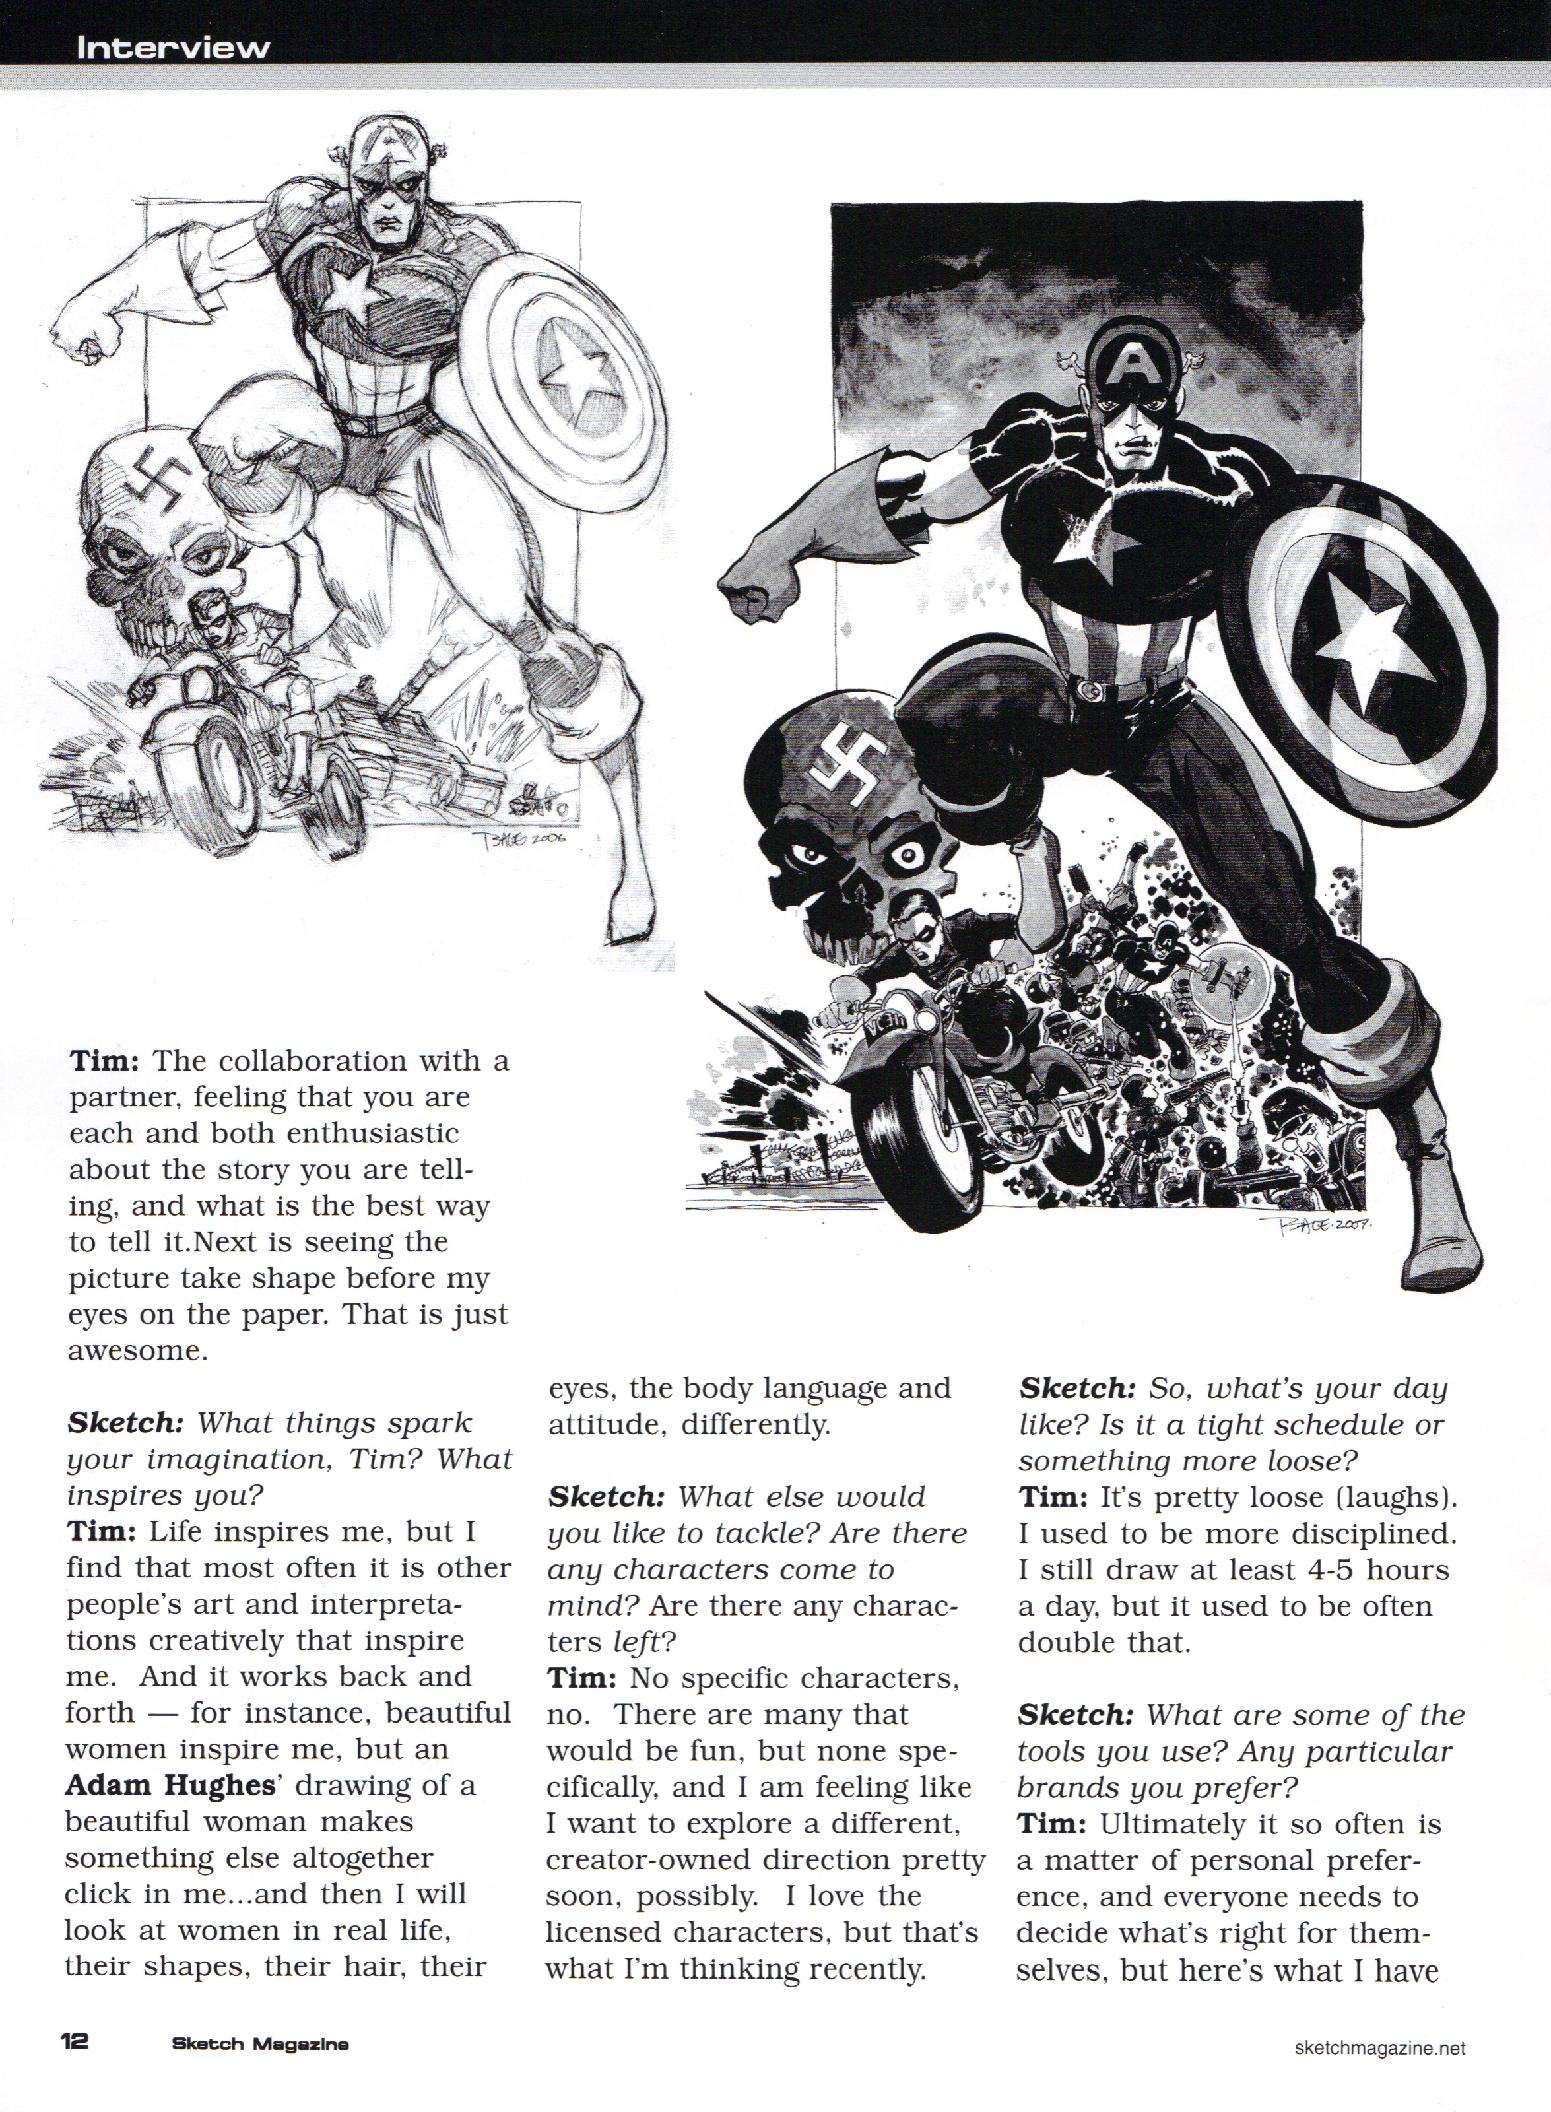 Interview
A
BAGE 2006
A
BAGE·2007.
Tim: The collaboration with a
partner, feeling that you are
each and both enthusiastic
about the story you are tell-
ing, and what is the best way
to tell it.Next is seeing the
picture take shape before my
eyes on the paper. That is just
awesome.
Sketch: What things spark
your imagination, Tim? What
inspires you?
Tim: Life inspires me, but I
find that most often it is other
people's art and interpreta-
tions creatively that inspire
me.  And it works back and
forth — for instance, beautiful
women inspire me, but an
Adam Hughes' drawing of a
beautiful woman makes
something else altogether
click in me...and then I will
look at women in real life,
their shapes, their hair, their
eyes, the body language and
attitude, differently.
Sketch: What else would
you like to tackle? Are there
any characters come to
mind? Are there any charac-
ters left?
Tim: No specific characters,
no.  There are many that
would be fun, but none spe-
cifically, and I am feeling like
I want to explore a different,
creator-owned direction pretty
soon, possibly.  I love the
licensed characters, but that's
what I'm thinking recently.
Sketch: So, what's your day
like? Is it a tight schedule or
something more loose?
Tim: It's pretty loose (laughs).
I used to be more disciplined.
I still draw at least 4-5 hours
a day, but it used to be often
double that.
Sketch: What are some of the
tools you use? Any particular
brands you prefer?
Tim: Ultimately it so often is
a matter of personal prefer-
ence, and everyone needs to
decide what's right for them-
selves, but here's what I have
12 Sketch Magazine
sketchmagazine.net